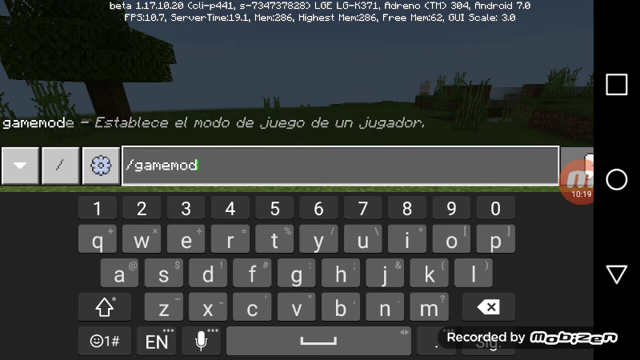 beta 1.17.10.20 (cli-p441, s-734737828) LGE LG-K371, Adreno (TM) 304, Android 7.0
FPS:10.7, ServerTime:19.1, Mem:286, Highest Mem:286, Free Mem:62, GUI Scale: 3.0
gamemode – Establece el modo de juego de un jugador.
/ /gamemod
10:19
1 2 3 4 5 6 7 8 9 0
q w e r t y u i o p
a s d f g h j k l
z x c v b n m
☺1# EN . Sig.
Recorded by Mobizen